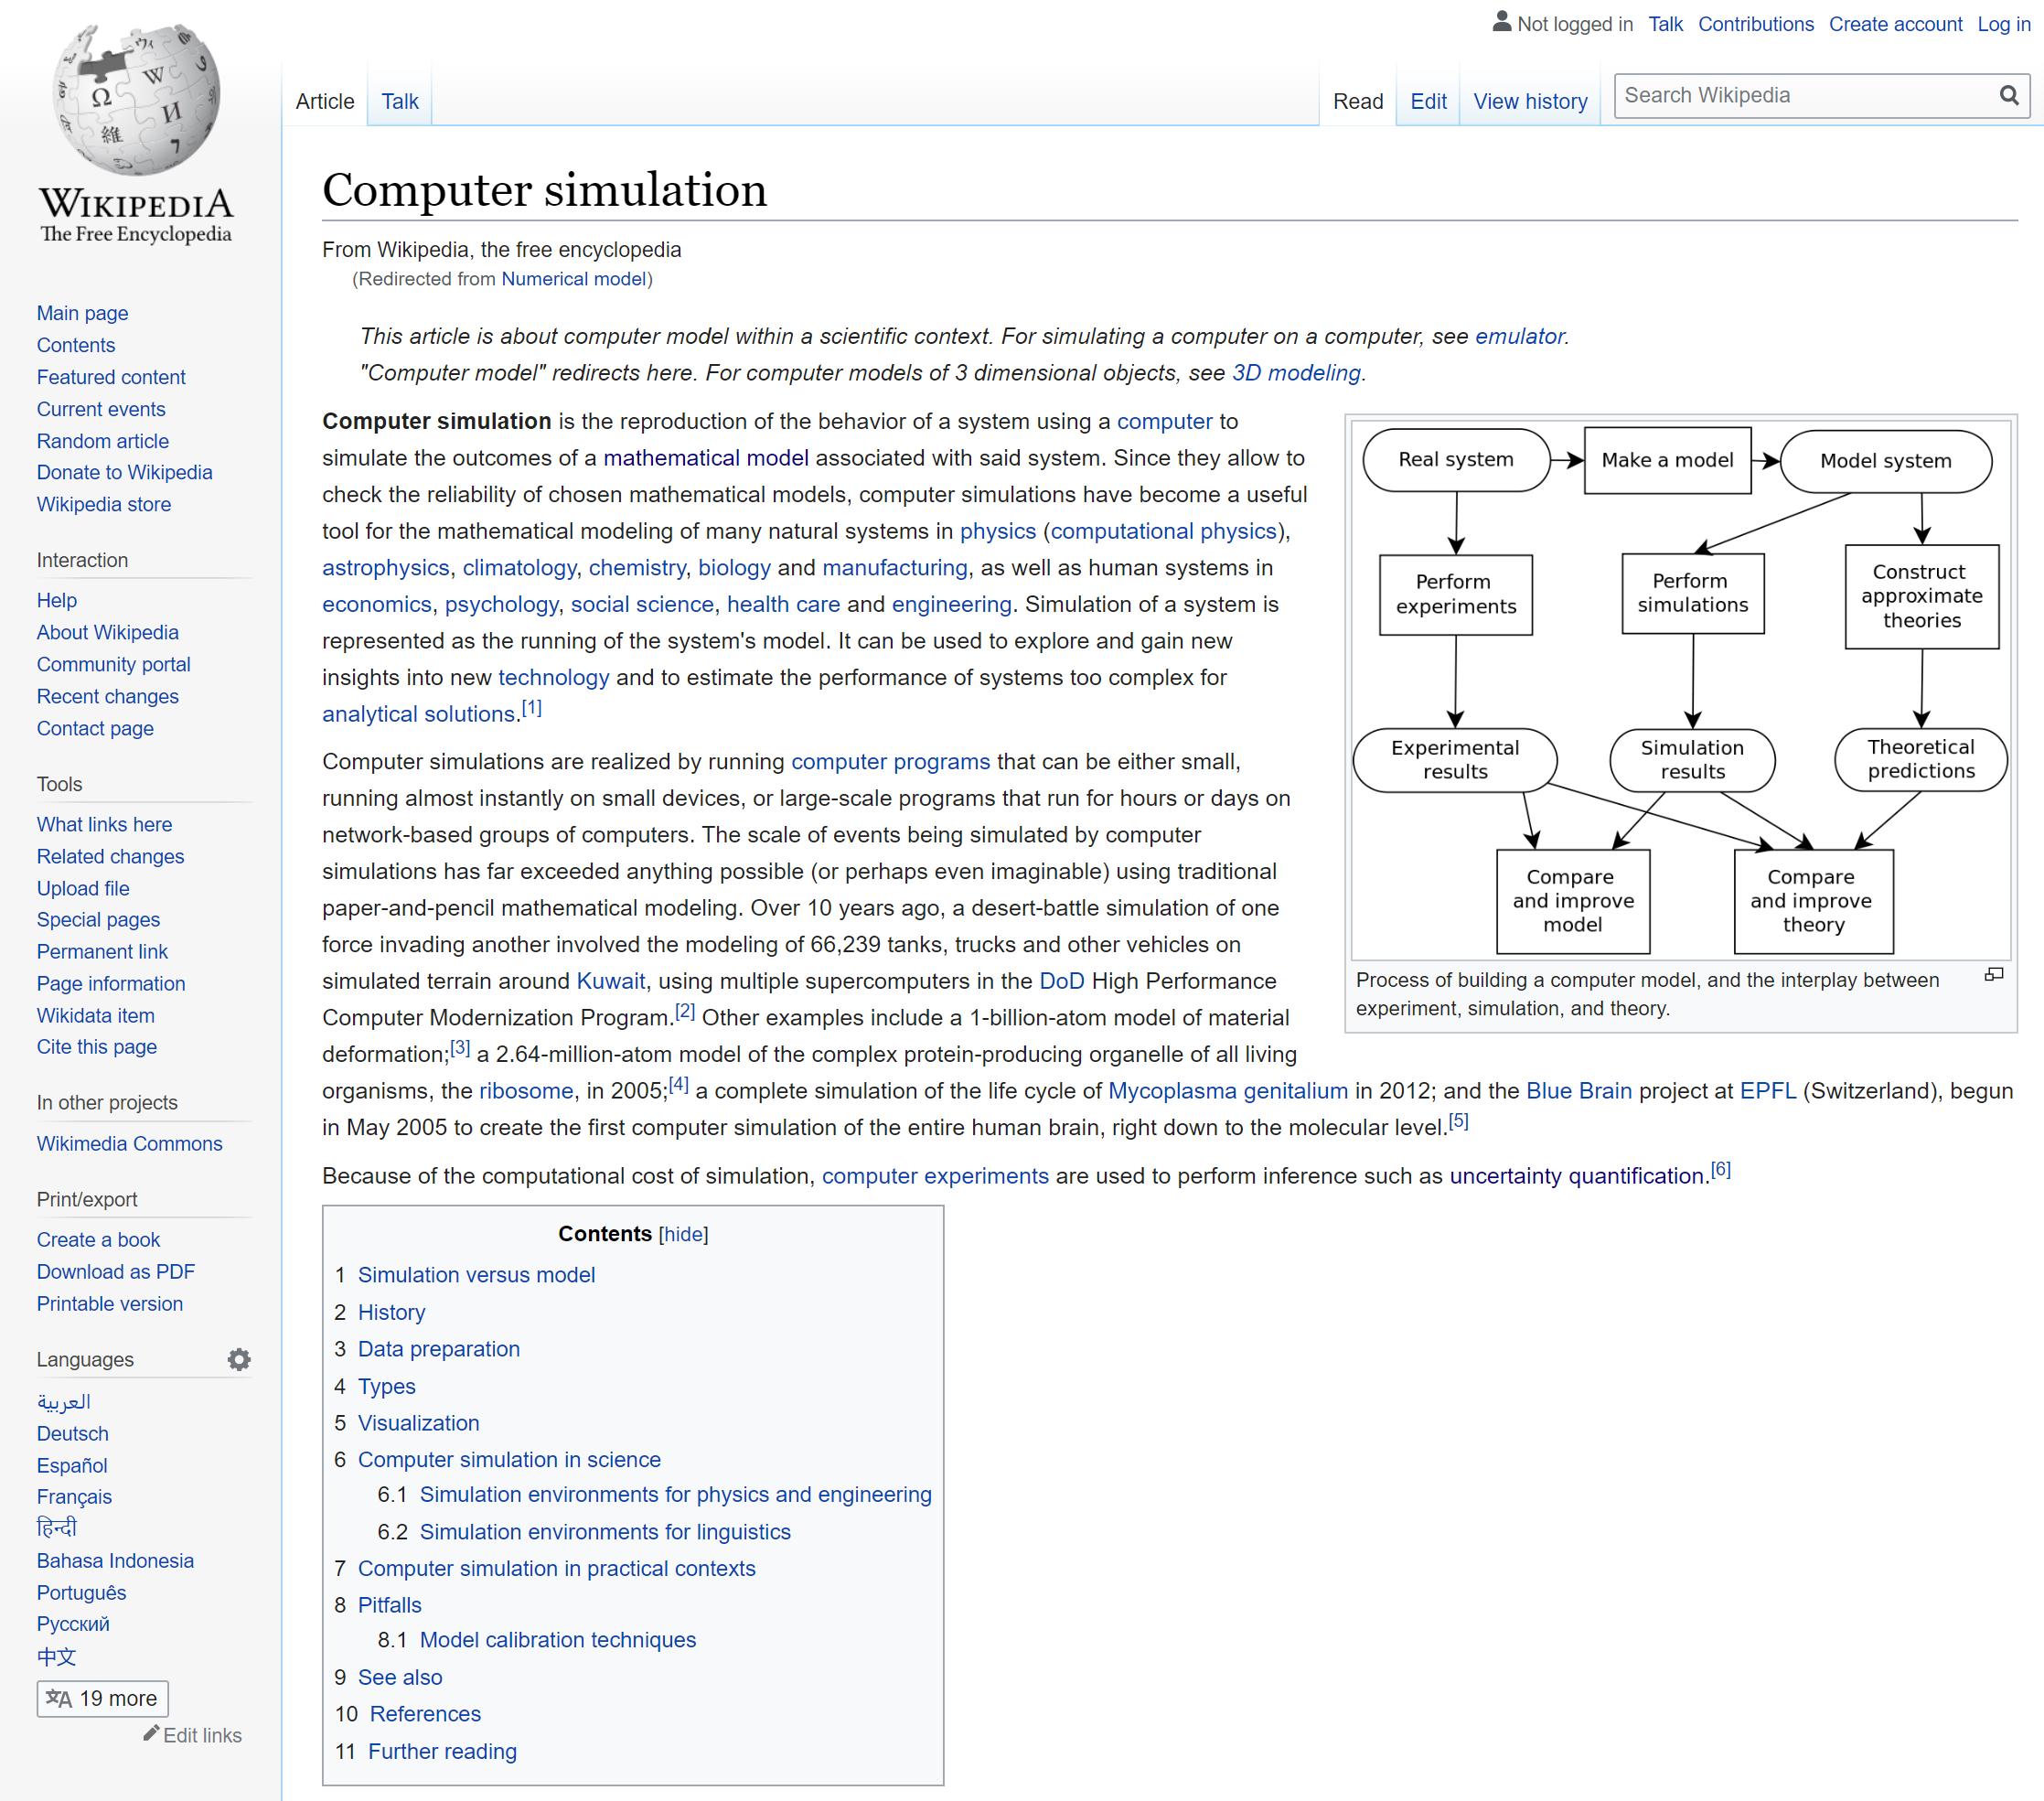 Not logged in Talk Contributions Create account Log in
Article Talk Read Edit View history Search Wikipedia
WIKIPEDIA
The Free Encyclopedia
Main page
Contents
Featured content
Current events
Random article
Donate to Wikipedia
Wikipedia store
Interaction
Help
About Wikipedia
Community portal
Recent changes
Contact page
Tools
What links here
Related changes
Upload file
Special pages
Permanent link
Page information
Wikidata item
Cite this page
In other projects
Wikimedia Commons
Print/export
Create a book
Download as PDF
Printable version
Languages
العربية
Deutsch
Español
Français
हिन्दी
Bahasa Indonesia
Português
Русский
中文
19 more
Edit links
Computer simulation
From Wikipedia, the free encyclopedia
(Redirected from Numerical model)
This article is about computer model within a scientific context. For simulating a computer on a computer, see emulator.
"Computer model" redirects here. For computer models of 3 dimensional objects, see 3D modeling.
Computer simulation is the reproduction of the behavior of a system using a computer to
simulate the outcomes of a mathematical model associated with said system. Since they allow to
check the reliability of chosen mathematical models, computer simulations have become a useful
tool for the mathematical modeling of many natural systems in physics (computational physics),
astrophysics, climatology, chemistry, biology and manufacturing, as well as human systems in
economics, psychology, social science, health care and engineering. Simulation of a system is
represented as the running of the system's model. It can be used to explore and gain new
insights into new technology and to estimate the performance of systems too complex for
analytical solutions.[1]
Computer simulations are realized by running computer programs that can be either small,
running almost instantly on small devices, or large-scale programs that run for hours or days on
network-based groups of computers. The scale of events being simulated by computer
simulations has far exceeded anything possible (or perhaps even imaginable) using traditional
paper-and-pencil mathematical modeling. Over 10 years ago, a desert-battle simulation of one
force invading another involved the modeling of 66,239 tanks, trucks and other vehicles on
simulated terrain around Kuwait, using multiple supercomputers in the DoD High Performance
Computer Modernization Program.[2] Other examples include a 1-billion-atom model of material
deformation;[3] a 2.64-million-atom model of the complex protein-producing organelle of all living
organisms, the ribosome, in 2005;[4] a complete simulation of the life cycle of Mycoplasma genitalium in 2012; and the Blue Brain project at EPFL (Switzerland), begun
in May 2005 to create the first computer simulation of the entire human brain, right down to the molecular level.[5]
Because of the computational cost of simulation, computer experiments are used to perform inference such as uncertainty quantification.[6]
Real system Make a model Model system
Perform
experiments
Perform
simulations
Construct
approximate
theories
Experimental
results
Simulation
results
Theoretical
predictions
Compare
and improve
model
Compare
and improve
theory
Process of building a computer model, and the interplay between
experiment, simulation, and theory.
Contents [hide]
1 Simulation versus model
2 History
3 Data preparation
4 Types
5 Visualization
6 Computer simulation in science
6.1 Simulation environments for physics and engineering
6.2 Simulation environments for linguistics
7 Computer simulation in practical contexts
8 Pitfalls
8.1 Model calibration techniques
9 See also
10 References
11 Further reading